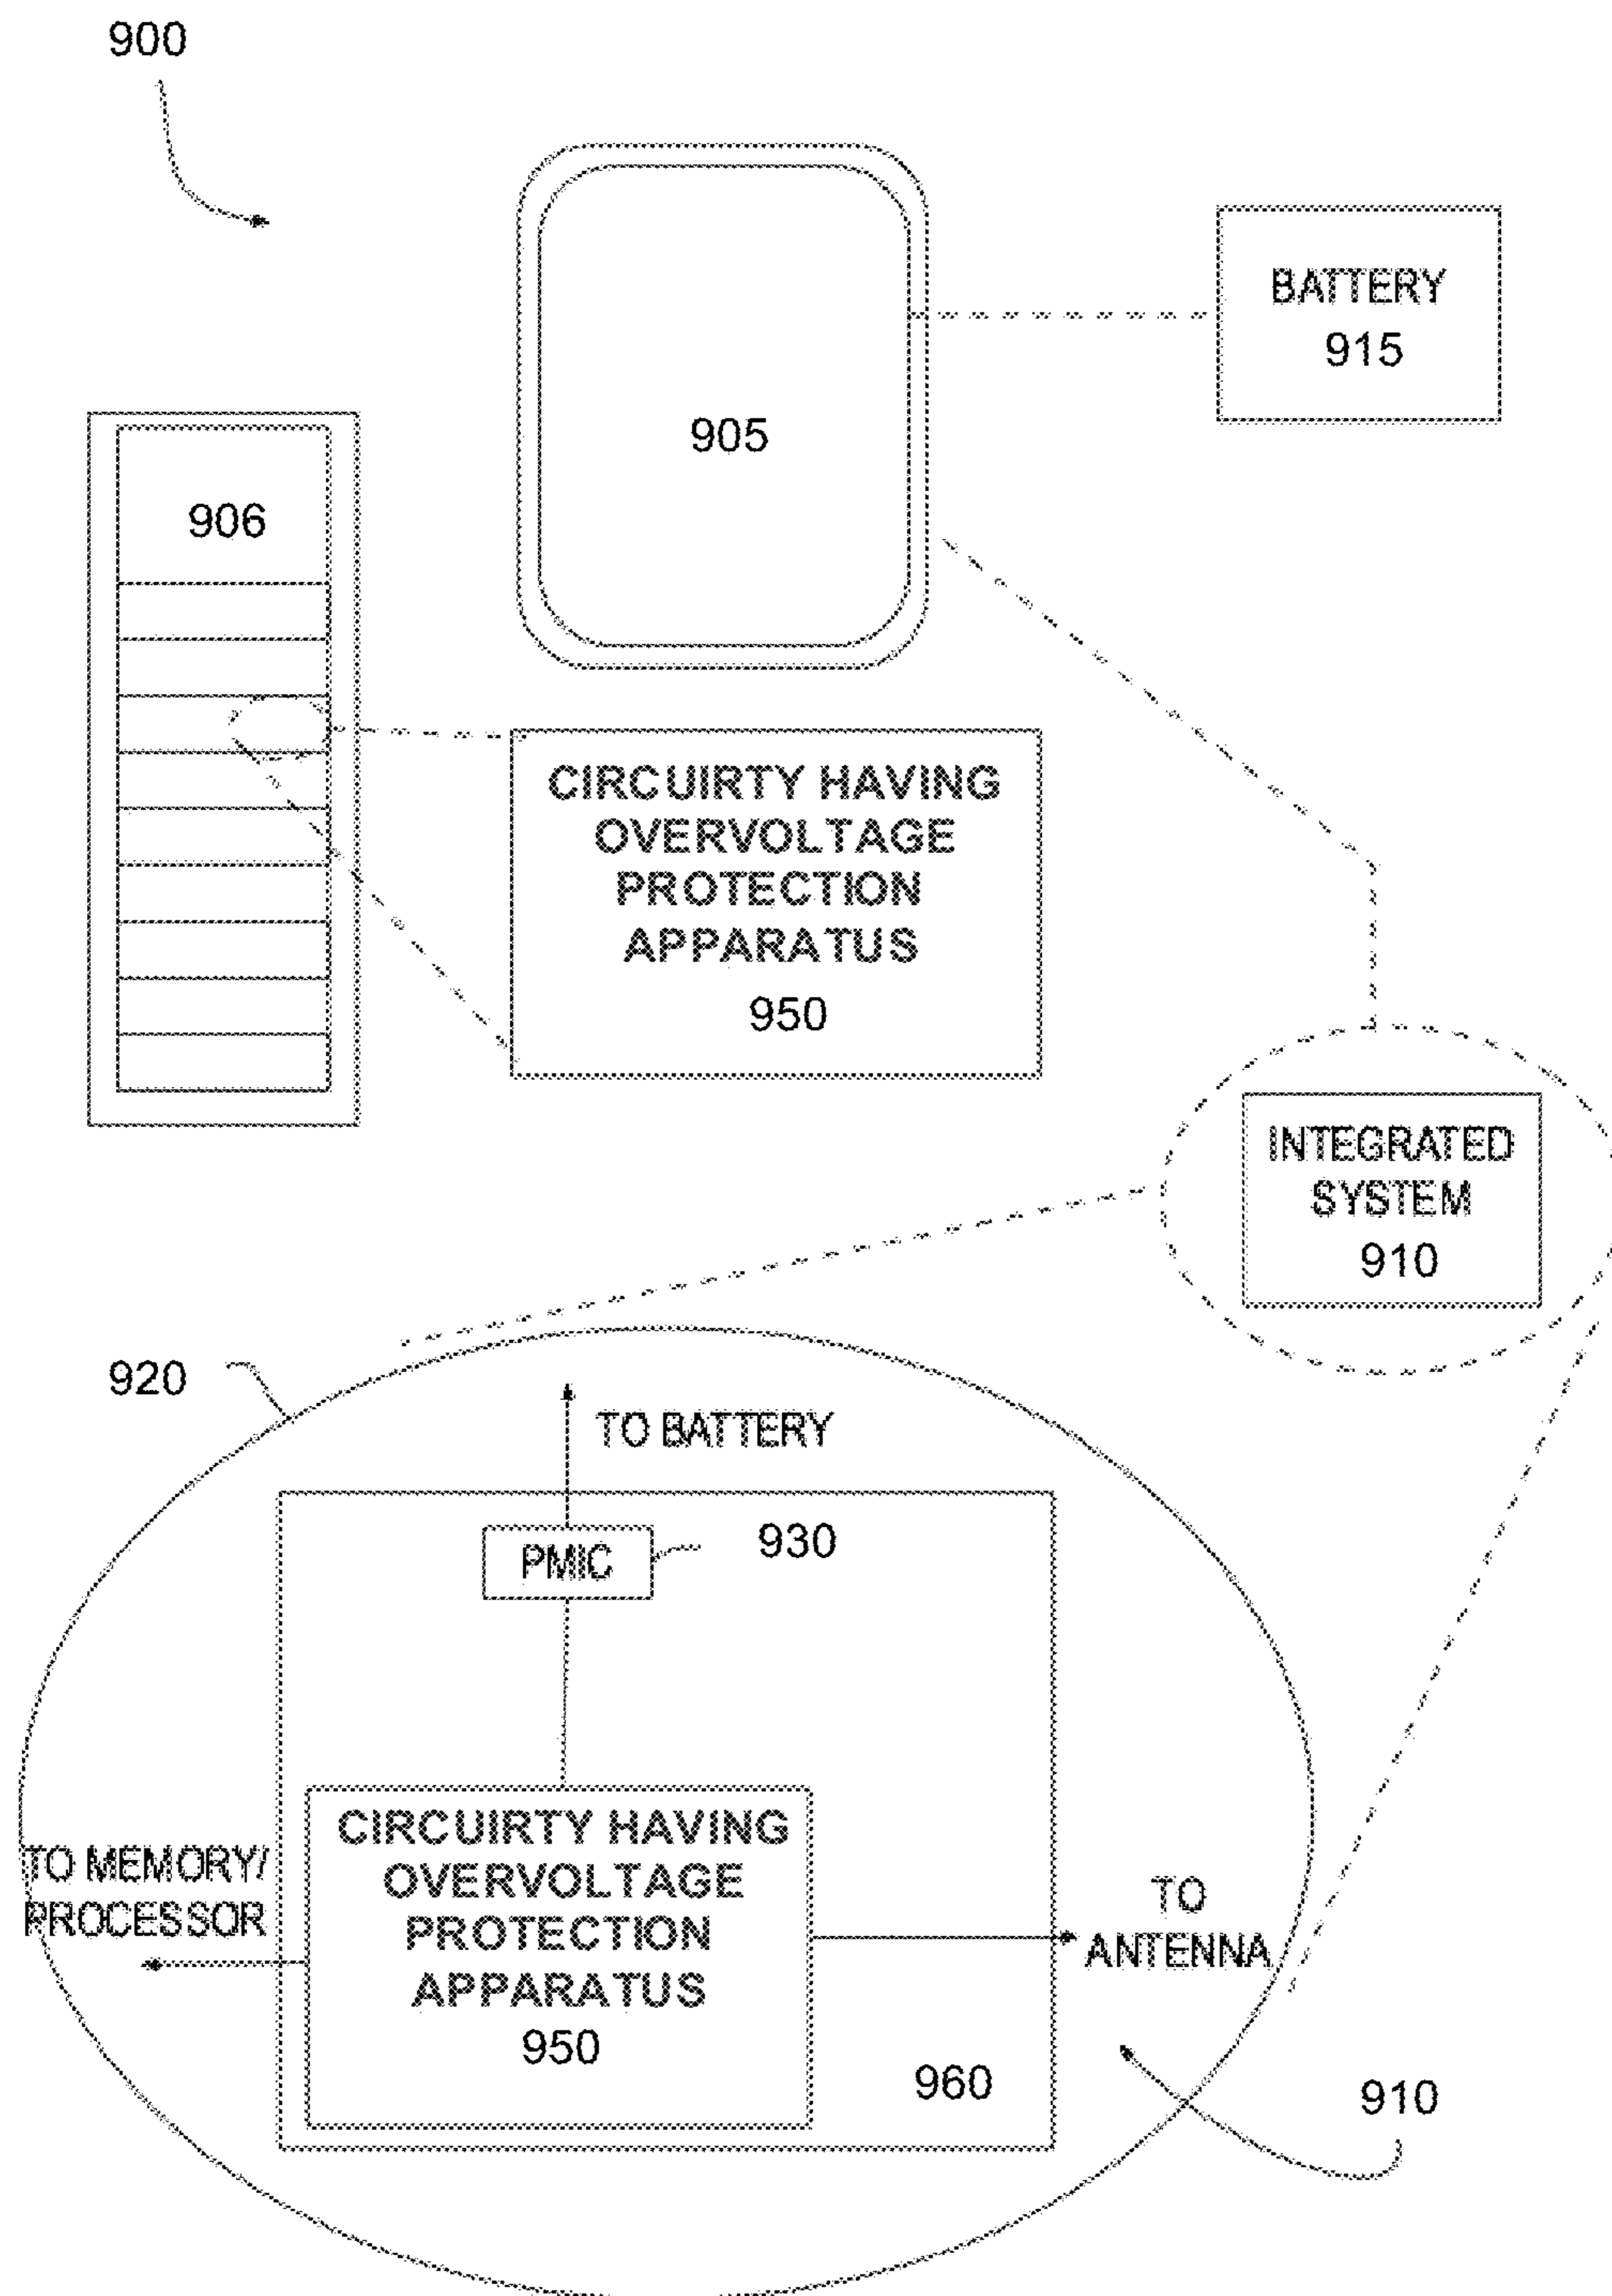 900
BATTERY
915
905
906
CIRCUIRTY HAVING
OVERVOLTAGE
PROTECTION
APPARATUS
950
INTEGRATED
SYSTEM
910
920
TO BATTERY
PMIC
930
CIRCUIRTY HAVING
OVERVOLTAGE
PROTECTION
APPARATUS
950
TO MEMORY/
PROCESSOR
TO
ANTENNA
960
910